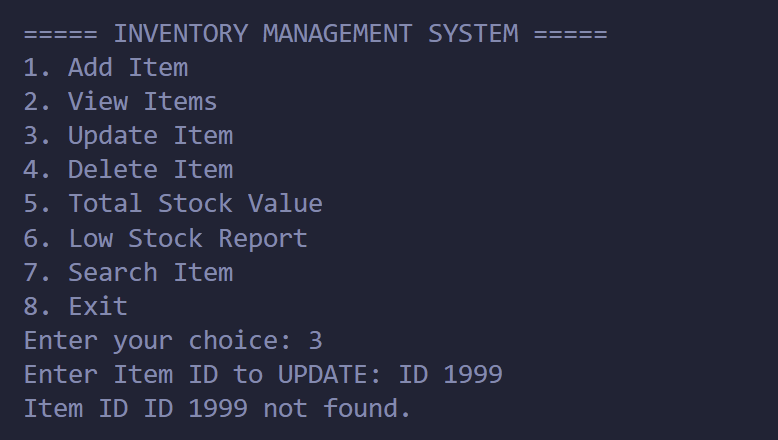 ===== INVENTORY MANAGEMENT SYSTEM =====
1. Add Item
2. View Items
3. Update Item
4. Delete Item
5. Total Stock Value
6. Low Stock Report
7. Search Item
8. Exit
Enter your choice: 3
Enter Item ID to UPDATE: ID 1999
Item ID ID 1999 not found.